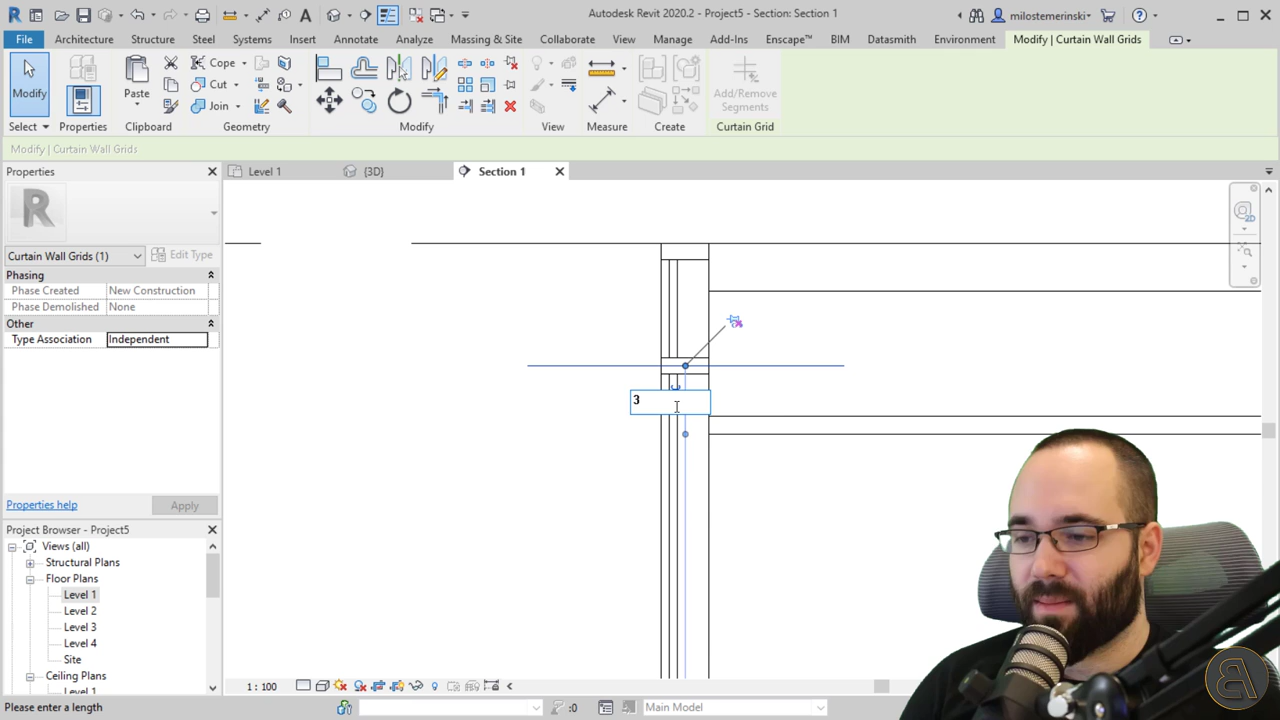 Autodesk Revit 2020.2 - Project5 - Section: Section 1
milostemerinski
File
Architecture
Structure
Steel
Systems
Insert
Annotate
Analyze
Massing & Site
Collaborate
View
Manage
Add-Ins
Enscape™
BIM
Datasmith
Environment
Modify | Curtain Wall Grids
Modify
Paste
Cope
Cut
Join
Add/Remove
Segments
Select
Properties
Clipboard
Geometry
Modify
View
Measure
Create
Curtain Grid
Modify | Curtain Wall Grids
Properties
Level 1
{3D}
Section 1
R
2D
Curtain Wall Grids (1)
Edit Type
Phasing
Phase Created
New Construction
Phase Demolished
None
Other
Type Association
Independent
3
Properties help
Apply
Project Browser - Project5
Views (all)
Structural Plans
Floor Plans
Level 1
Level 2
Level 3
Level 4
Site
Ceiling Plans
Level 1
1 : 100
Please enter a length
:0
Main Model